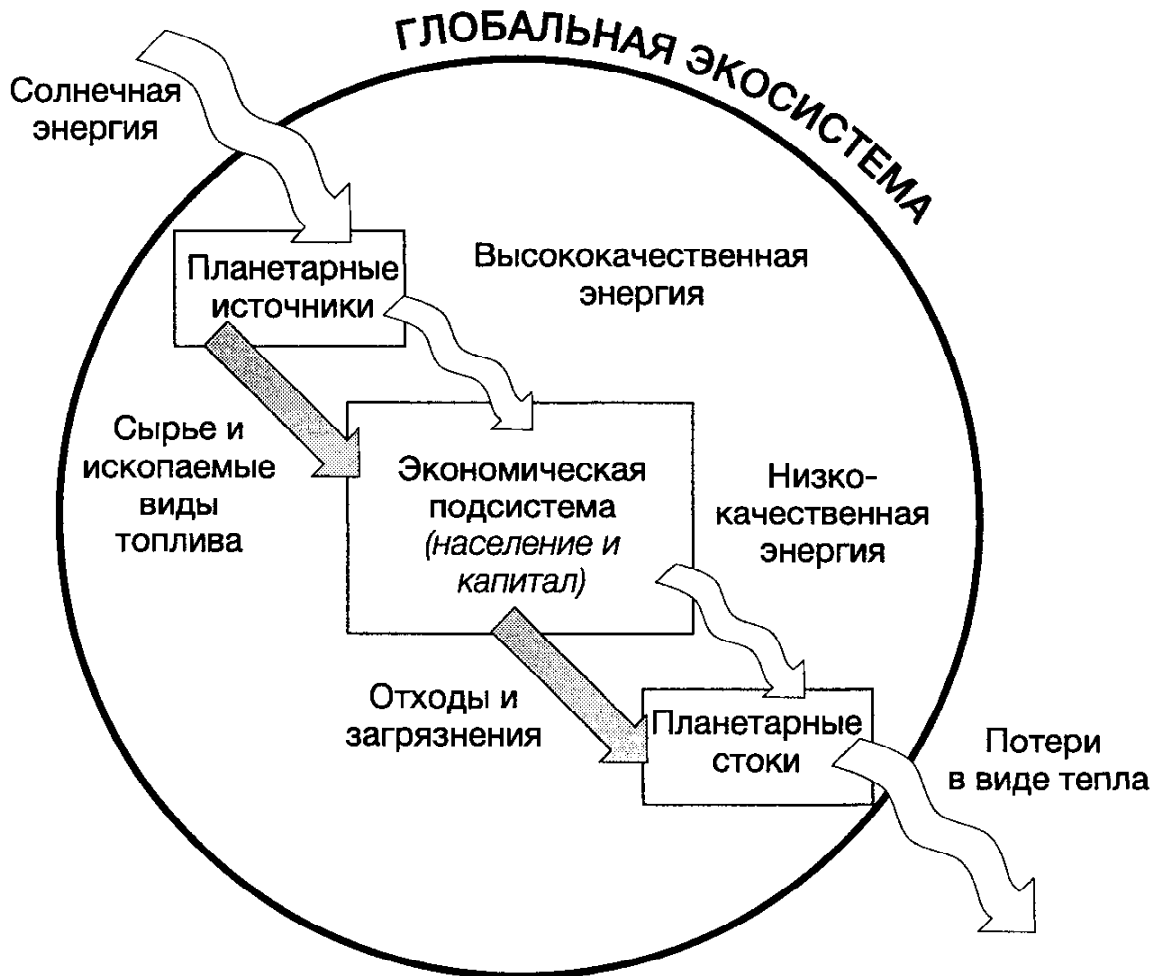 ГЛОБАЛЬНАЯ ЭКОСИСТЕМА
Солнечная
энергия
Планетарные
источники
Высококачественная
энергия
Сырье и
ископаемые
виды
топлива
Экономическая
подсистема
(население и
капитал)
Низко-
качественная
энергия
Отходы и
загрязнения
Планетарные
стоки
Потери
в виде тепла